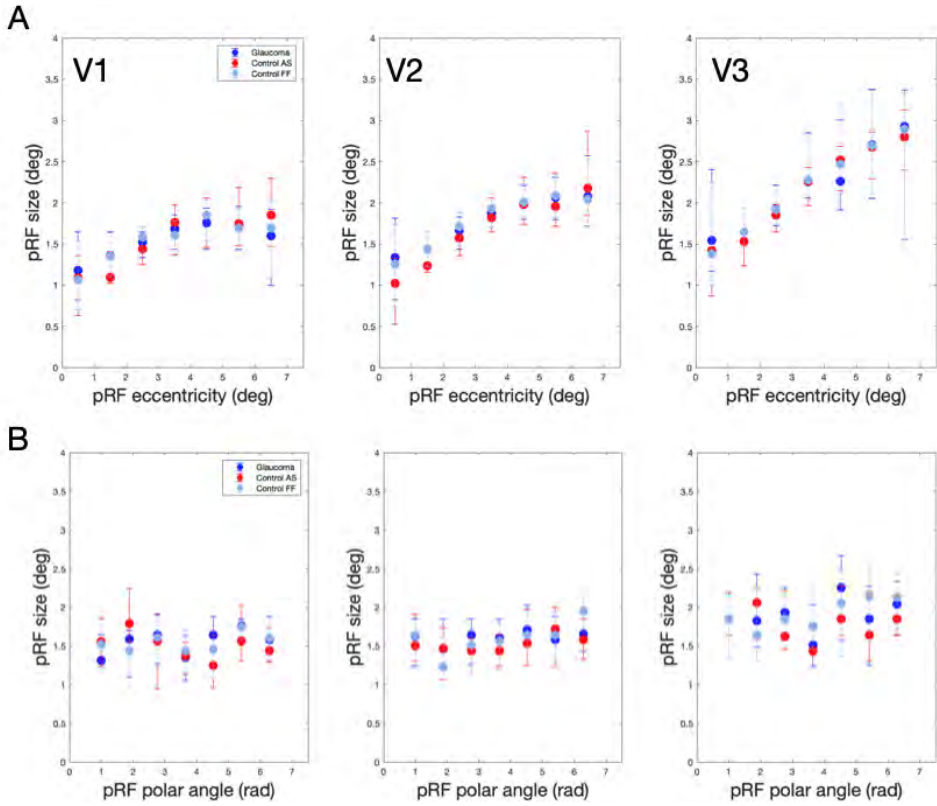 A
V1
V2
V3
Glaucoma
Control AS
Control FF
4
3.5
3
2.5
2
1.5
1
0.5
0
0 1 2 3 4 5 6 7
pRF size (deg)
pRF eccentricity (deg)
4
3.5
3
2.5
2
1.5
1
0.5
0
0 1 2 3 4 5 6 7
pRF size (deg)
pRF eccentricity (deg)
4
3.5
3
2.5
2
1.5
1
0.5
0
0 1 2 3 4 5 6 7
pRF size (deg)
pRF eccentricity (deg)
B
Glaucoma
Control AS
Control FF
4
3.5
3
2.5
2
1.5
1
0.5
0
0 1 2 3 4 5 6 7
pRF size (deg)
pRF polar angle (rad)
4
3.5
3
2.5
2
1.5
1
0.5
0
0 1 2 3 4 5 6 7
pRF size (deg)
pRF polar angle (rad)
4
3.5
3
2.5
2
1.5
1
0.5
0
0 1 2 3 4 5 6 7
pRF size (deg)
pRF polar angle (rad)